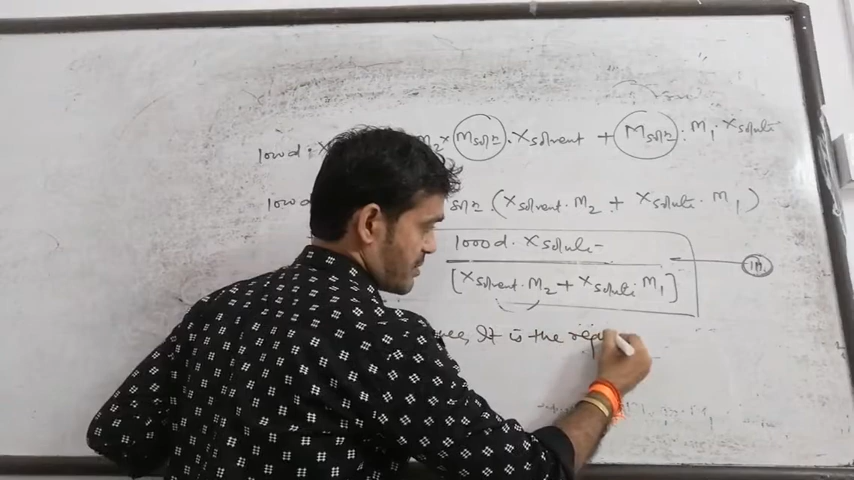 1000d · X M₂ × (Msolⁿ) · Xsolvent + (Msolⁿ) · M₁ · Xsolute
1000 solⁿ · (Xsolvent · M₂ + Xsolute · M₁)
1000d · Xsolute
[Xsolvent · M₂ + Xsolute · M₁]
It is the